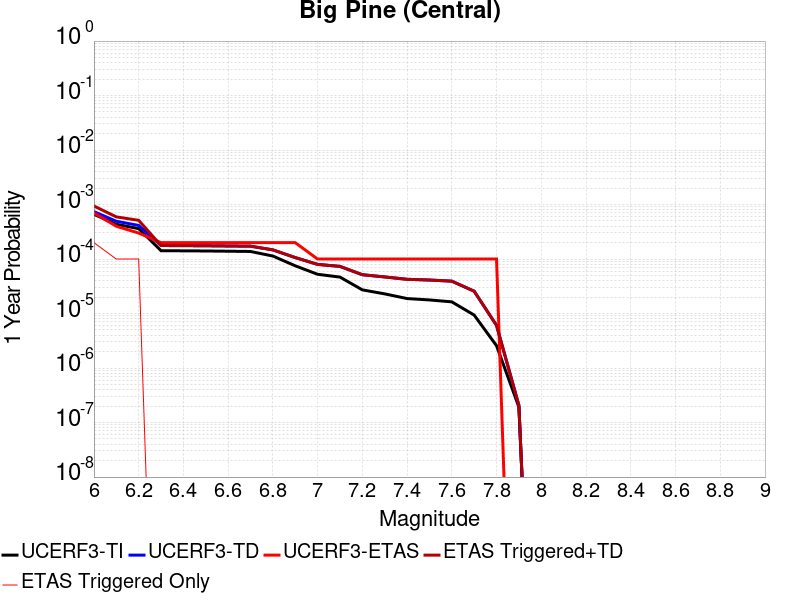 Big Pine (Central)
10^0
10^-1
10^-2
10^-3
10^-4
10^-5
10^-6
10^-7
10^-8
1 Year Probability
6 6.2 6.4 6.6 6.8 7 7.2 7.4 7.6 7.8 8 8.2 8.4 8.6 8.8 9
Magnitude
UCERF3-TI UCERF3-TD UCERF3-ETAS ETAS Triggered+TD
ETAS Triggered Only